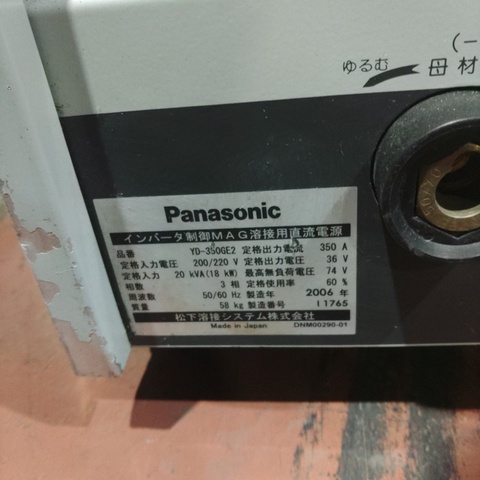 (-
ゆるむ 母材
Panasonic
インバータ制御MAG溶接用直流電源
品番 YD-350GE2 定格出力電流 350 A
定格入力電圧 200/220 V 定格出力電圧 36 V
定格入力 20 kVA(18 kW) 最高無負荷電圧 74 V
相数 3 相 定格使用率 60 %
周波数 50/60 Hz 製造年 2006 年
質量 58 kg 製造番号 11765
松下溶接システム株式会社
Made in Japan DNM00290-01